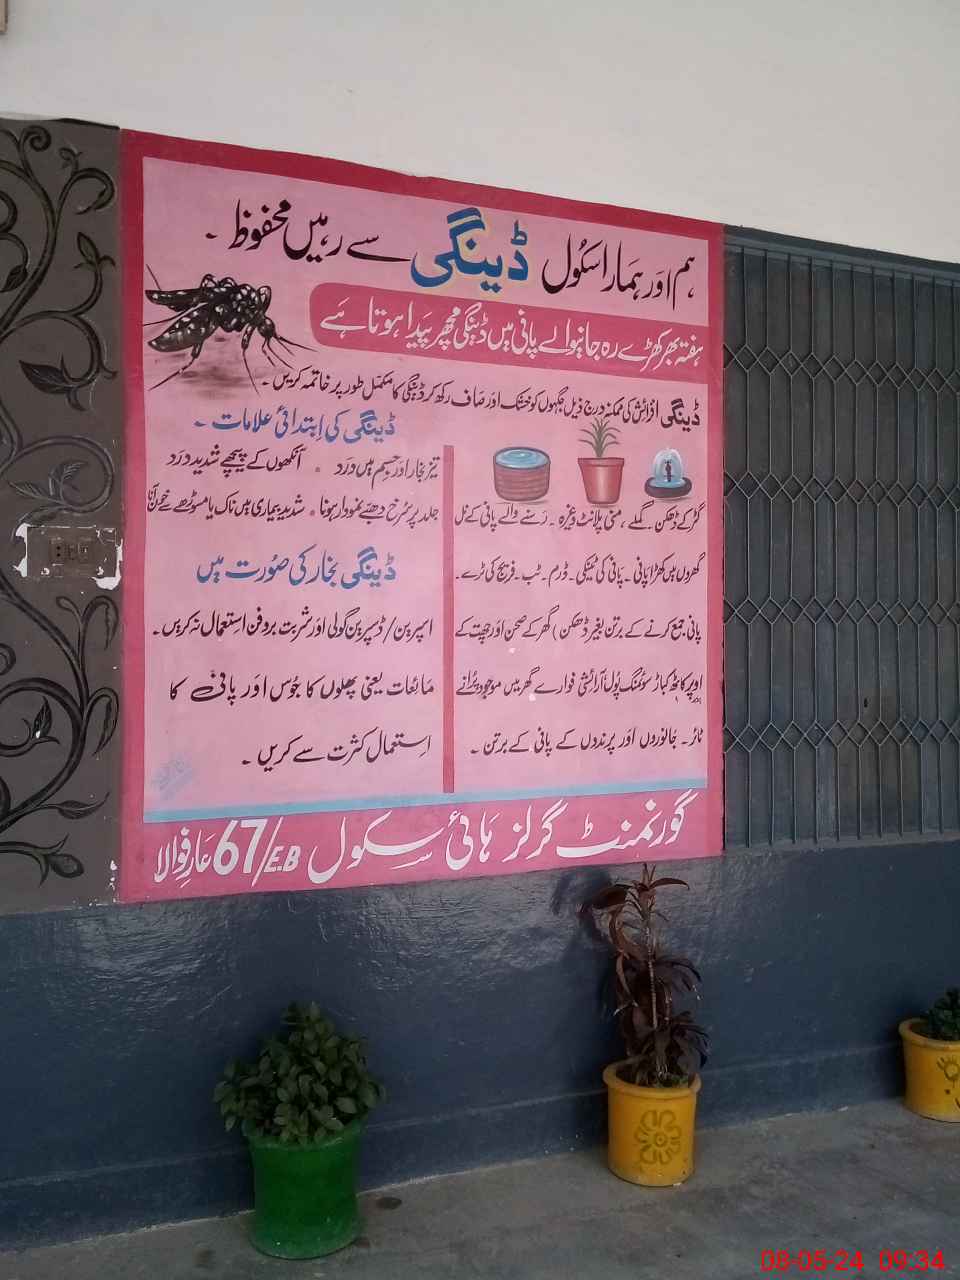 ہم اور ہمارا سکول ڈینگی سے رہیں محفوظ ۔
ہفتہ بھر کھڑے رہ جانیوالے پانی میں ڈینگی مچھر پیدا ہوتا ہے
ڈینگی افزائش کی ممکنہ درج ذیل جگہوں کو خشک اور صاف رکھ کر ڈینگی کا مکمل طور پر خاتمہ کریں ۔
گٹر کے ڈھکن ۔ گملے ، منی پلانٹ وغیرہ ۔ رسنے والے پانی کے نل
گھروں میں کھڑا پانی ۔ پانی کی ٹینکی ۔ ڈرم ۔ ٹب ۔ فریج کی ٹرے ۔
پانی جمع کرنے کے برتن بغیر ڈھکن ) گھر کے صحن اور چھت کے
اوپر کاٹھ کباڑ سوئمنگ پول یا آرائشی فوارے گھر میں موجود پرانے
ٹائر ۔ جانوروں اور پرندوں کے پانی کے برتن ۔
ڈینگی کی ابتدائی علامات ۔
تیز بخار اور جسم میں درد • آنکھوں کے پیچھے شدید درد
جلد پر سرخ دھبے نمودار ہونا • شدید بیماری میں ناک یا مسوڑھے سے خون آنا
ڈینگی بخار کی صورت میں
اسپرین / ڈسپرین گولی اور شربت بروفن استعمال نہ کریں ۔
مائعات یعنی پھلوں کا جوس اور پانی کا
استعمال کثرت سے کریں ۔
گورنمنٹ گرلز ہائی سکول 67/E.B عارفوالا
08-05-24 09:34